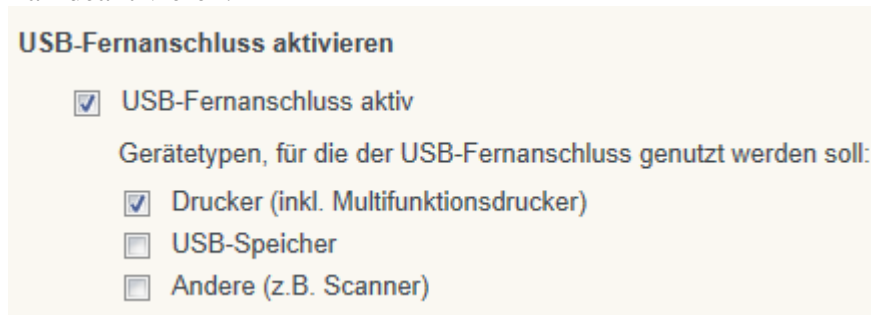 USB-Fernanschluss aktivieren
USB-Fernanschluss aktiv
Gerätetypen, für die der USB-Fernanschluss genutzt werden soll:
Drucker (inkl. Multifunktionsdrucker)
USB-Speicher
Andere (z.B. Scanner)